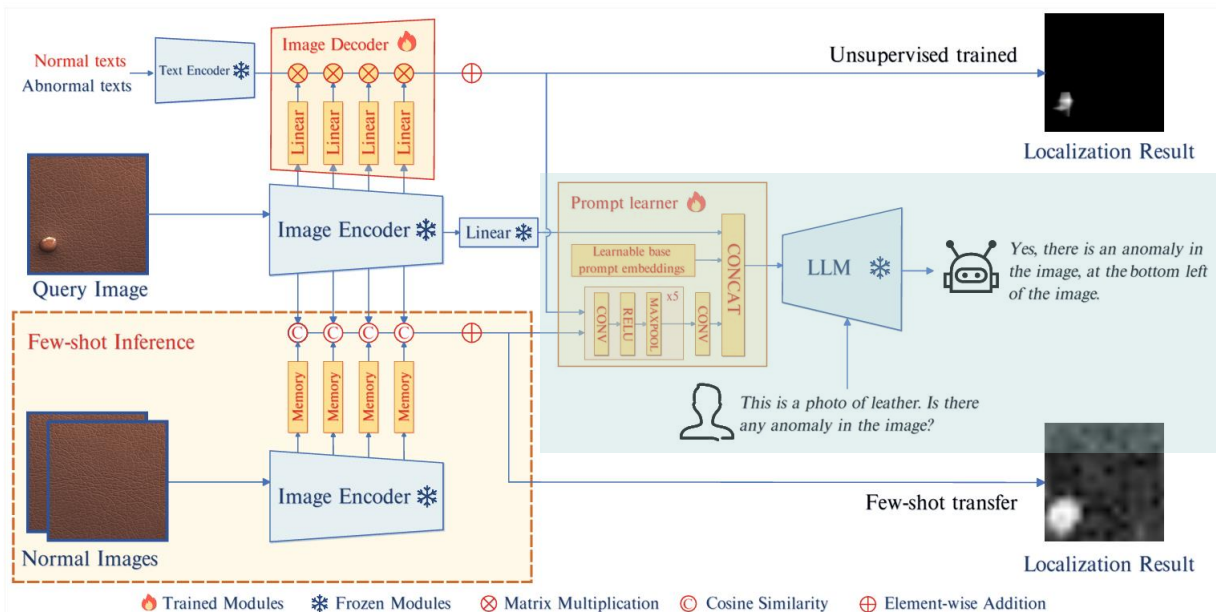 Normal texts
Abnormal texts
Text Encoder
Image Decoder
Linear
Linear
Linear
Linear
Unsupervised trained
Localization Result
Query Image
Image Encoder
Linear
Prompt learner
Learnable base
prompt embeddings
CONV
RELU
MAXPOOL
x5
CONV
CONCAT
LLM
Yes, there is an anomaly in
the image, at the bottom left
of the image.
This is a photo of leather. Is there
any anomaly in the image?
Few-shot Inference
C
C
C
C
Memory
Memory
Memory
Memory
Normal Images
Image Encoder
Few-shot transfer
Localization Result
Trained Modules
Frozen Modules
Matrix Multiplication
C Cosine Similarity
Element-wise Addition